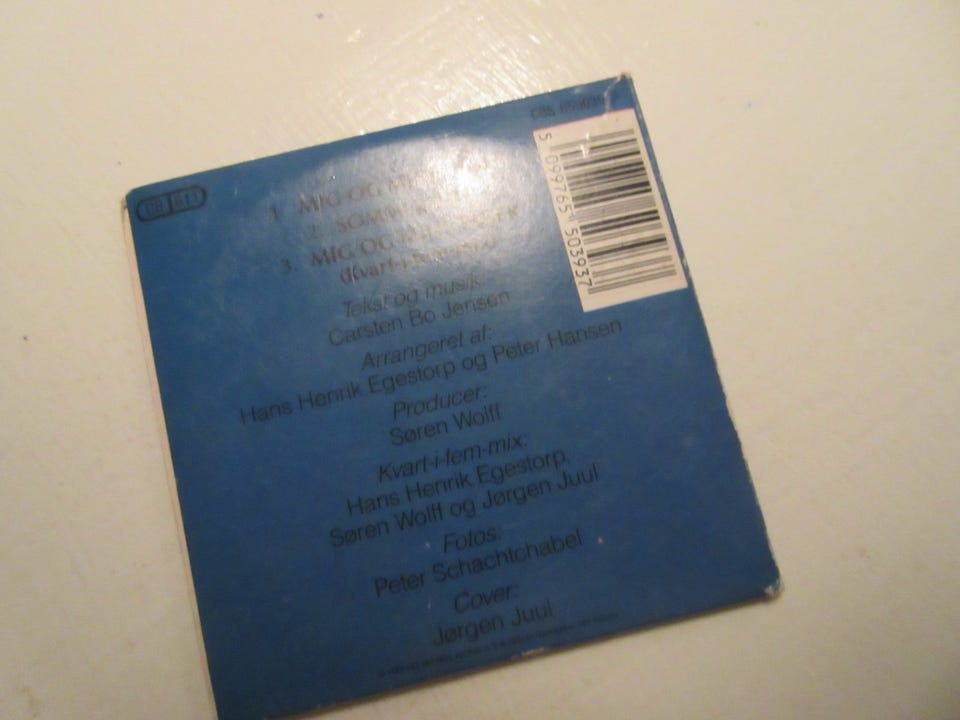 CBS
5 099765 503937
1. MIG OG
2.
3. MIG OG
Tekst og musik:
Carsten Bo Jensen
Arrangeret af:
Hans Henrik Egestorp og Peter Hansen
Producer:
Søren Wolff
Kvart-i-fem-mix:
Hans Henrik Egestorp,
Søren Wolff og Jørgen Juul
Fotos:
Peter Schachtchabel
Cover:
Jørgen Juul